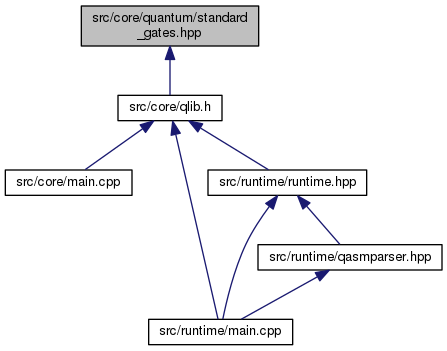 src/core/quantum/standard
_gates.hpp
src/core/qlib.h
src/core/main.cpp
src/runtime/runtime.hpp
src/runtime/qasmparser.hpp
src/runtime/main.cpp